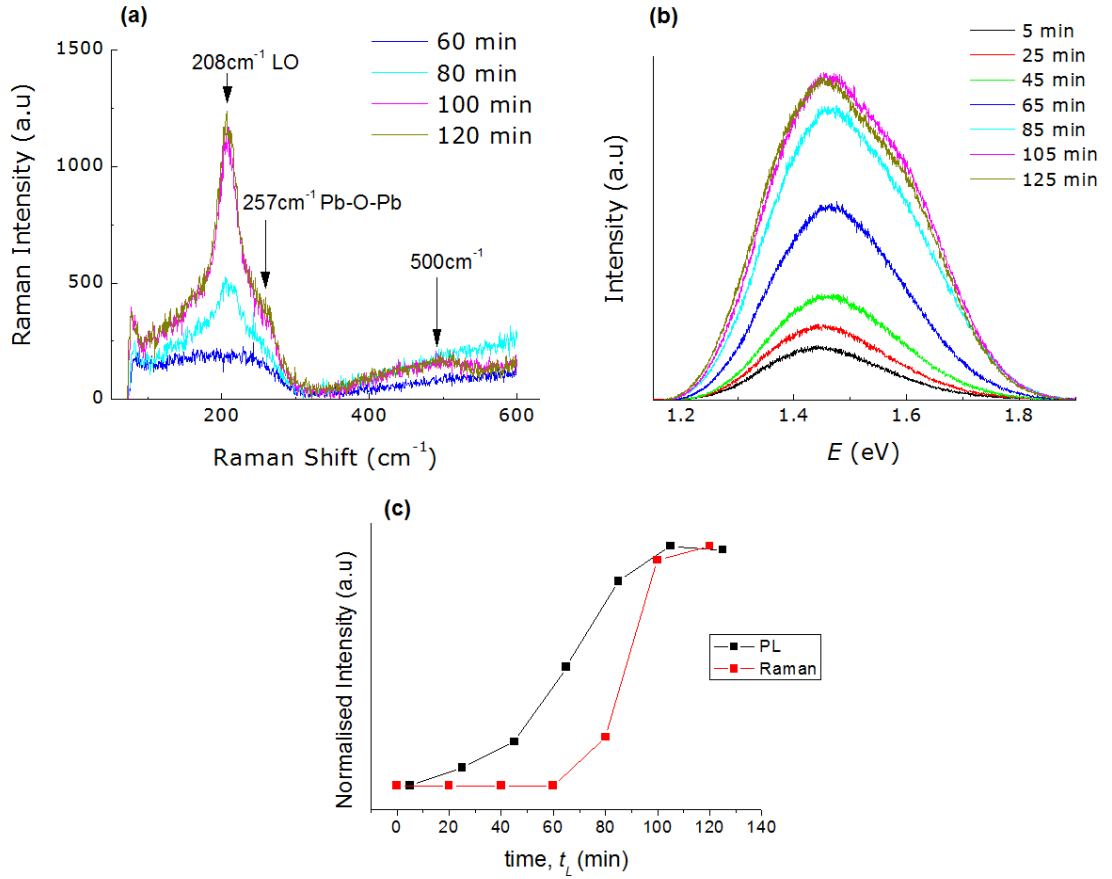 (a)
1500
1000
500
0
Raman Intensity (a.u)
208cm⁻¹ LO
257cm⁻¹ Pb-O-Pb
500cm⁻¹
60 min
80 min
100 min
120 min
200
400
600
Raman Shift (cm⁻¹)
(b)
Intensity (a.u)
5 min
25 min
45 min
65 min
85 min
105 min
125 min
1.2
1.4
1.6
1.8
E (eV)
(c)
Normalised Intensity (a.u)
PL
Raman
0
20
40
60
80
100
120
140
time, t_L (min)